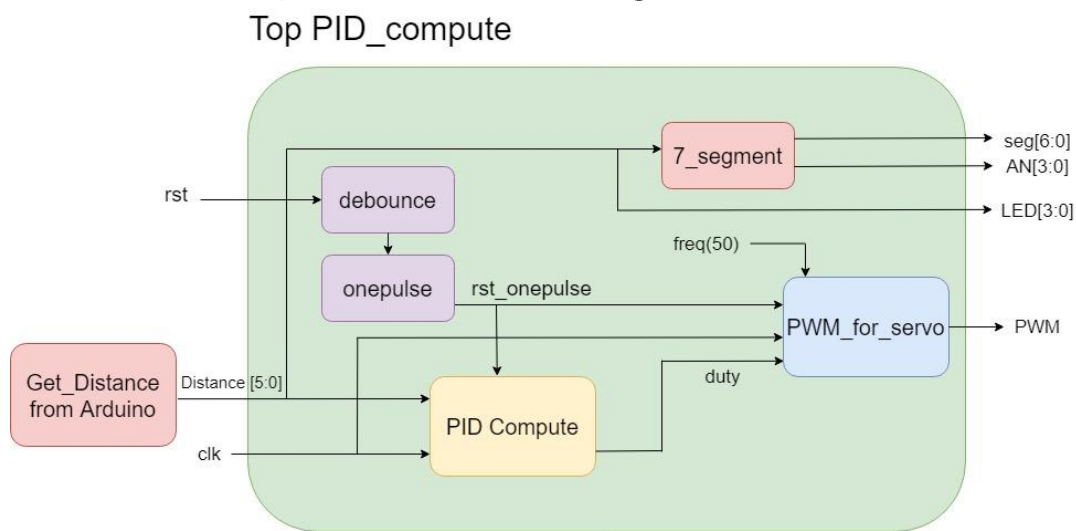 Top PID_compute
7_segment
seg[6:0]
AN[3:0]
rst
debounce
LED[3:0]
freq(50)
onepulse
rst_onepulse
PWM_for_servo
PWM
Get_Distance
from Arduino
Distance [5:0]
duty
PID Compute
clk